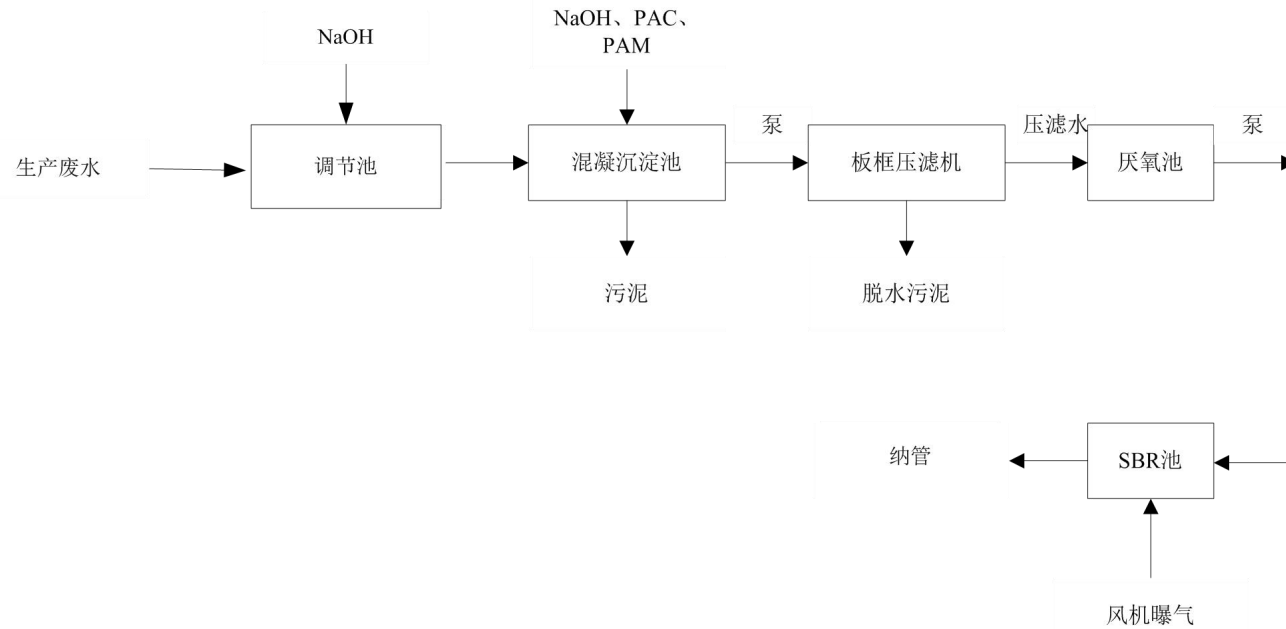 NaOH
NaOH、PAC、
PAM
生产废水
调节池
混凝沉淀池
泵
板框压滤机
压滤水
厌氧池
泵
污泥
脱水污泥
纳管
SBR池
风机曝气